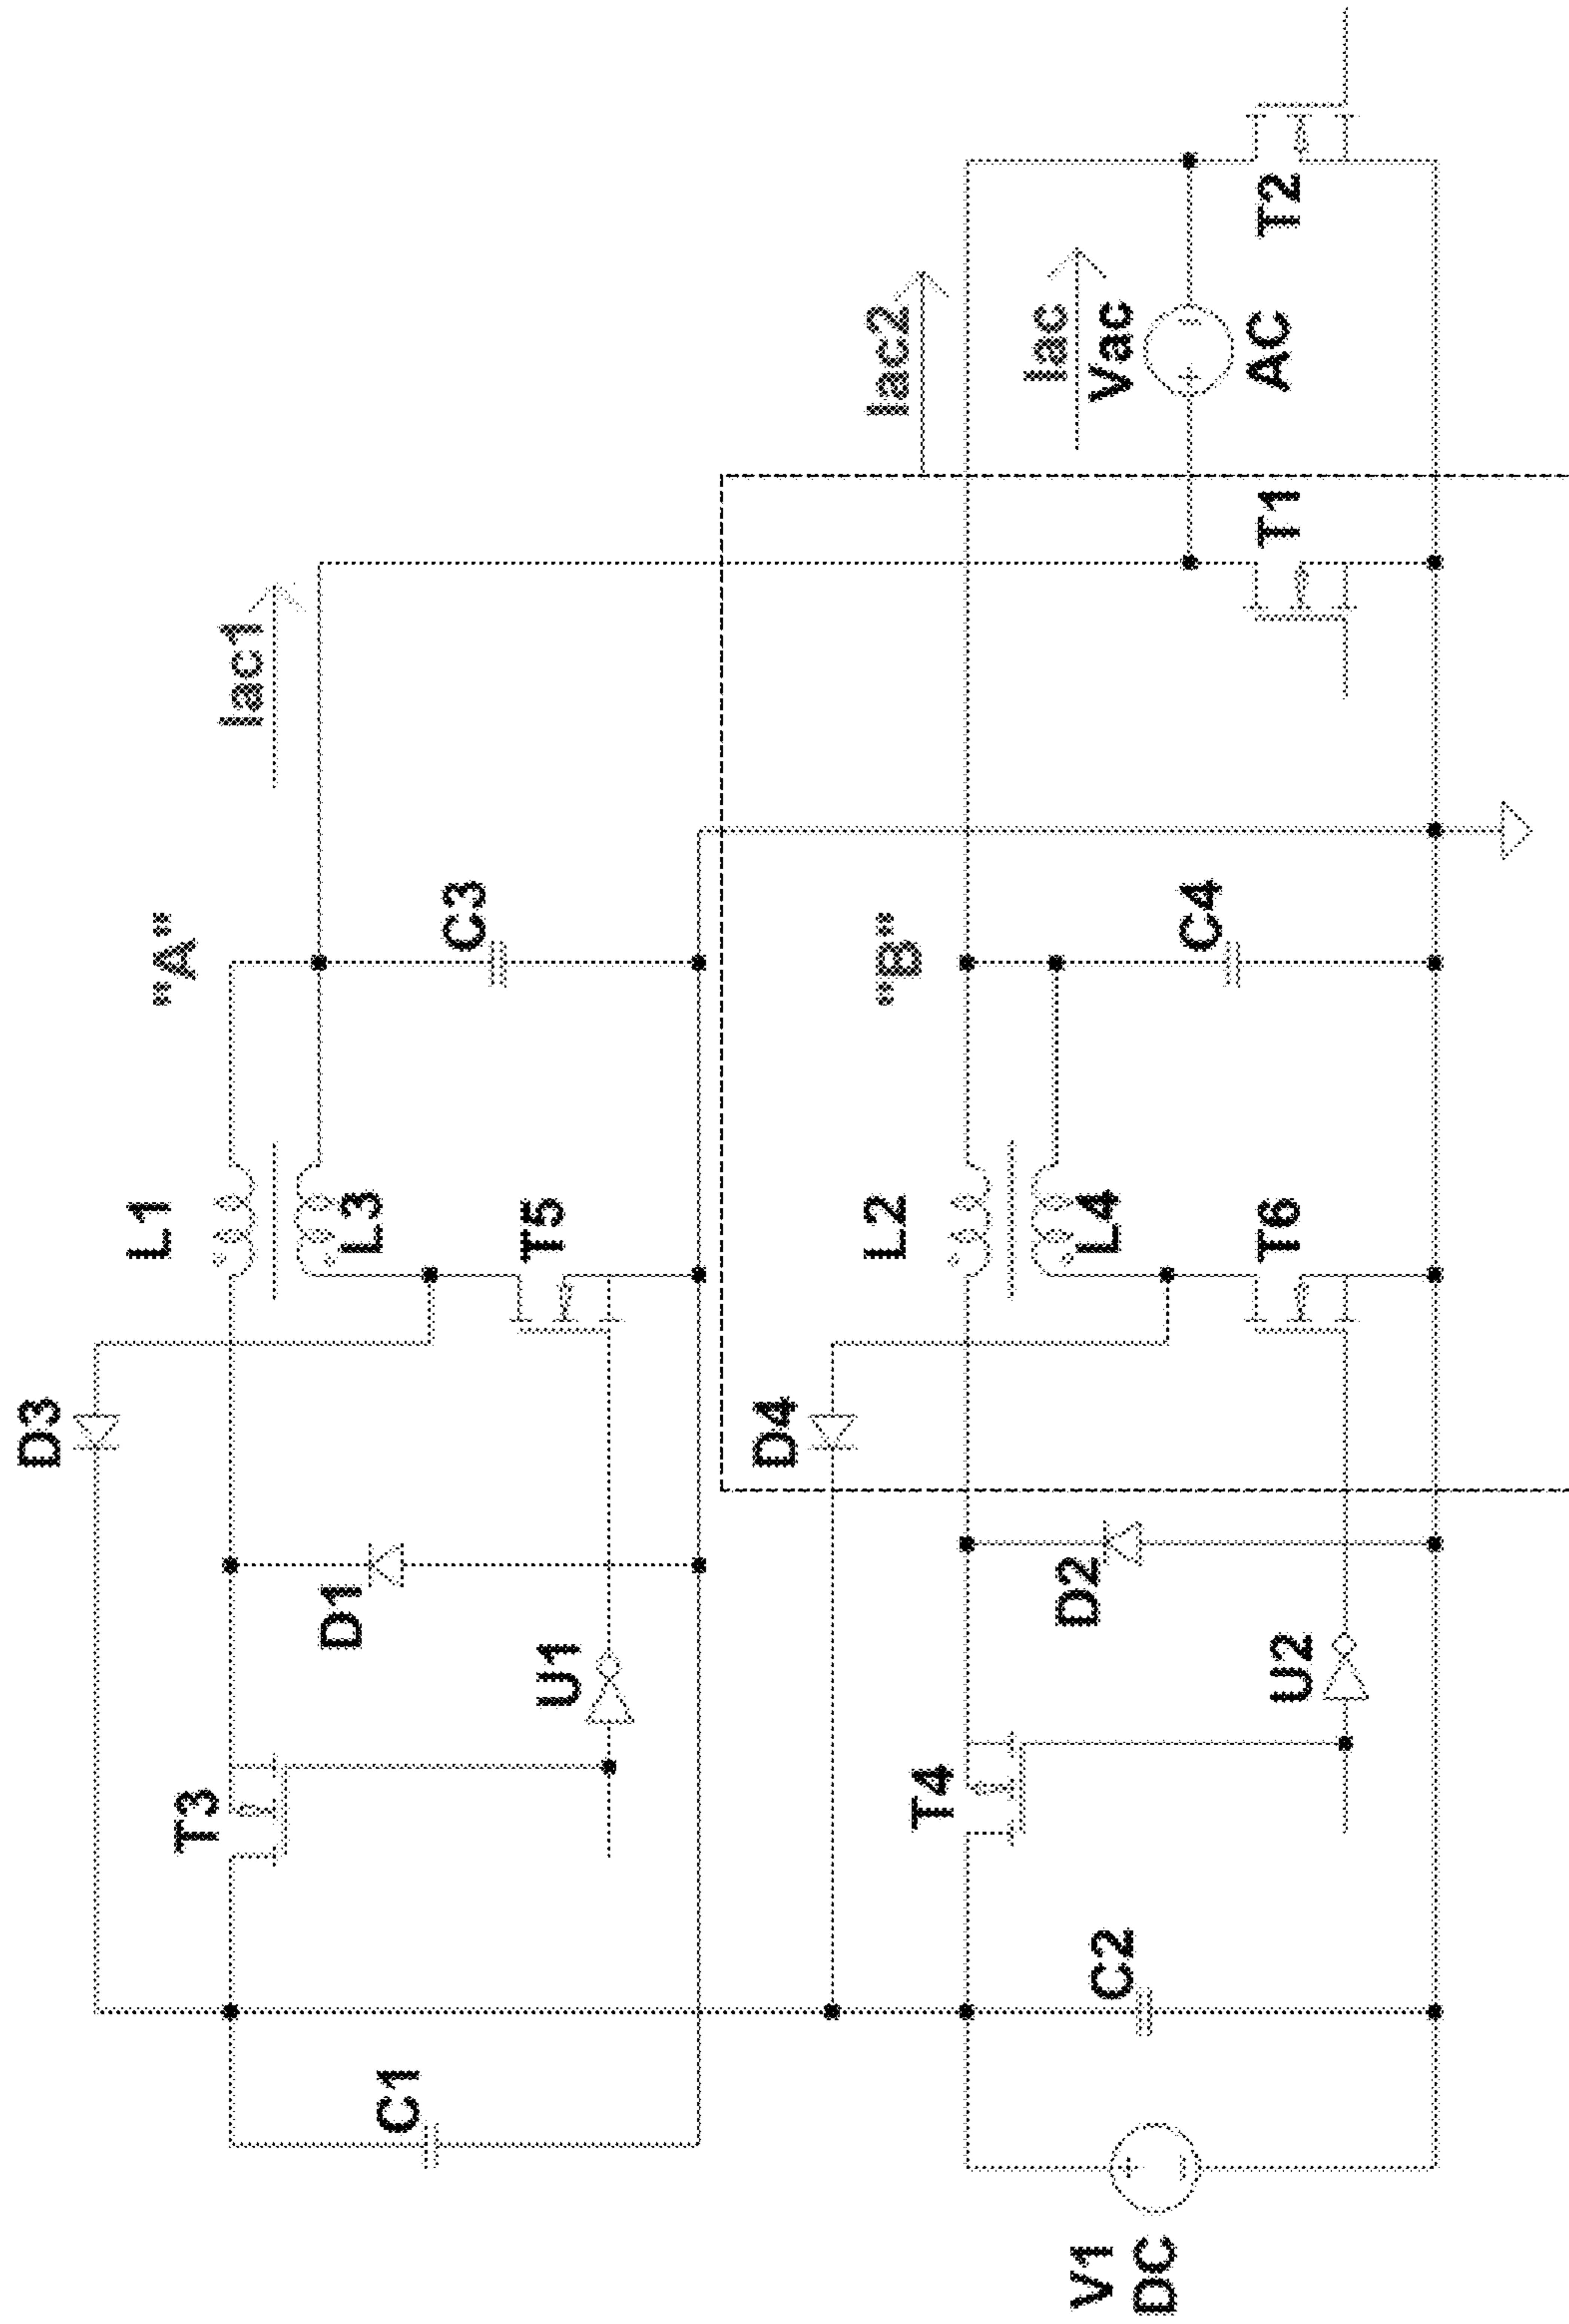 D3
L1
"A"
Iac1
T3
D1
L3
C3
C1
U1
T5
D4
L2
"B"
Iac2
T4
D2
L4
C4
Iac
Vac
C2
U2
T6
T1
AC
T2
V1
DC